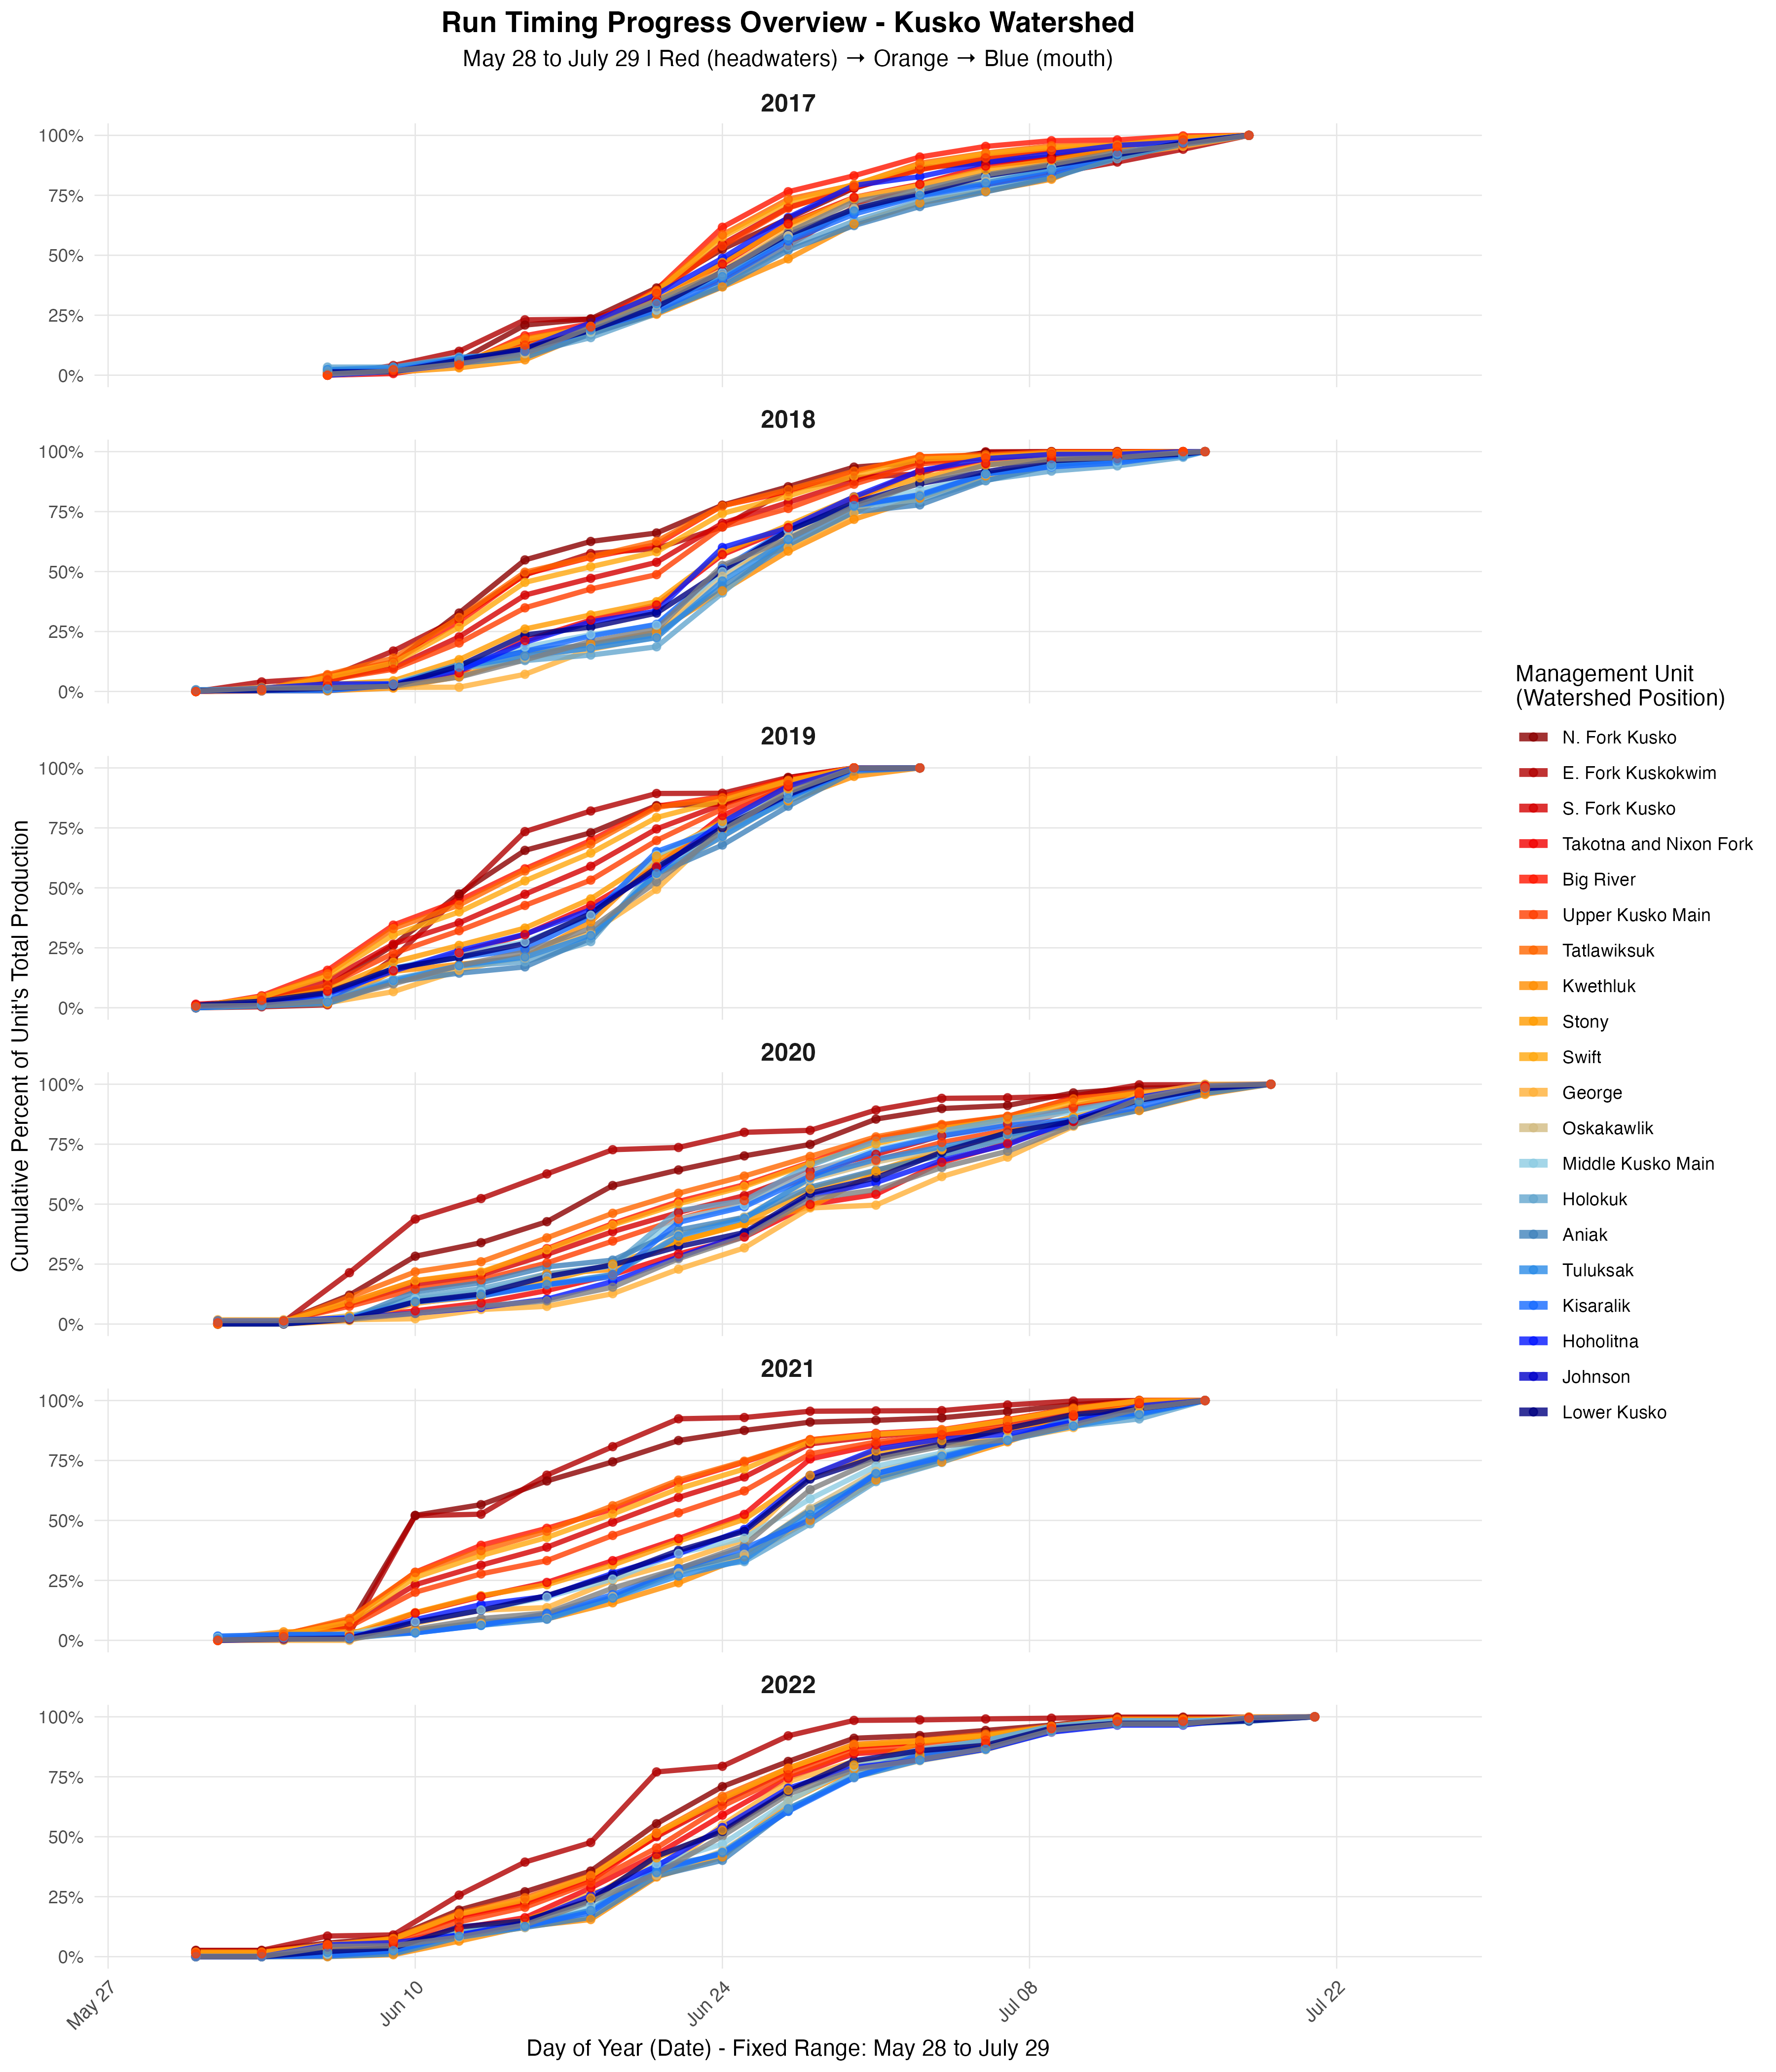 Run Timing Progress Overview - Kusko Watershed
May 28 to July 29 | Red (headwaters) → Orange → Blue (mouth)
2017
100%
75%
50%
25%
0%
2018
100%
75%
50%
25%
0%
2019
100%
75%
50%
25%
0%
2020
100%
75%
50%
25%
0%
2021
100%
75%
50%
25%
0%
2022
100%
75%
50%
25%
0%
Cumulative Percent of Unit's Total Production
May 27
Jun 10
Jun 24
Jul 08
Jul 22
Day of Year (Date) - Fixed Range: May 28 to July 29
Management Unit
(Watershed Position)
N. Fork Kusko
E. Fork Kuskokwim
S. Fork Kusko
Takotna and Nixon Fork
Big River
Upper Kusko Main
Tatlawiksuk
Kwethluk
Stony
Swift
George
Oskakawlik
Middle Kusko Main
Holokuk
Aniak
Tuluksak
Kisaralik
Hoholitna
Johnson
Lower Kusko